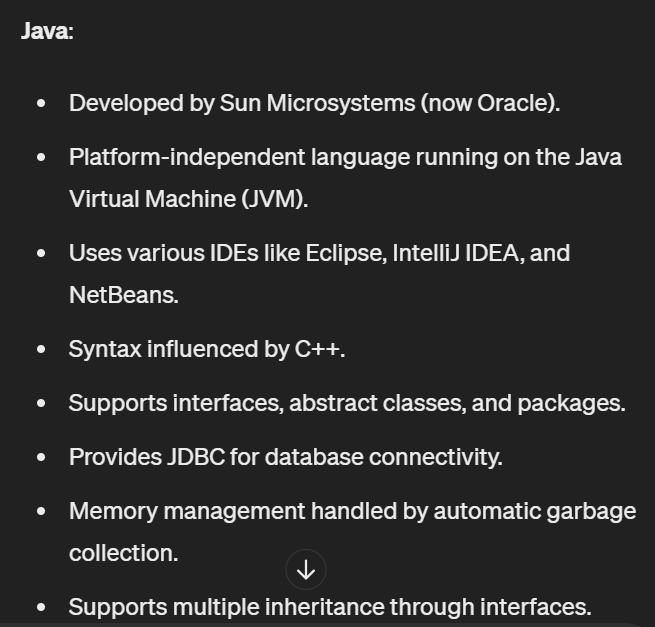 Java:
• Developed by Sun Microsystems (now Oracle).
• Platform-independent language running on the Java
Virtual Machine (JVM).
• Uses various IDEs like Eclipse, IntelliJ IDEA, and
NetBeans.
• Syntax influenced by C++.
• Supports interfaces, abstract classes, and packages.
• Provides JDBC for database connectivity.
• Memory management handled by automatic garbage
collection.
• Supports multiple inheritance through interfaces.